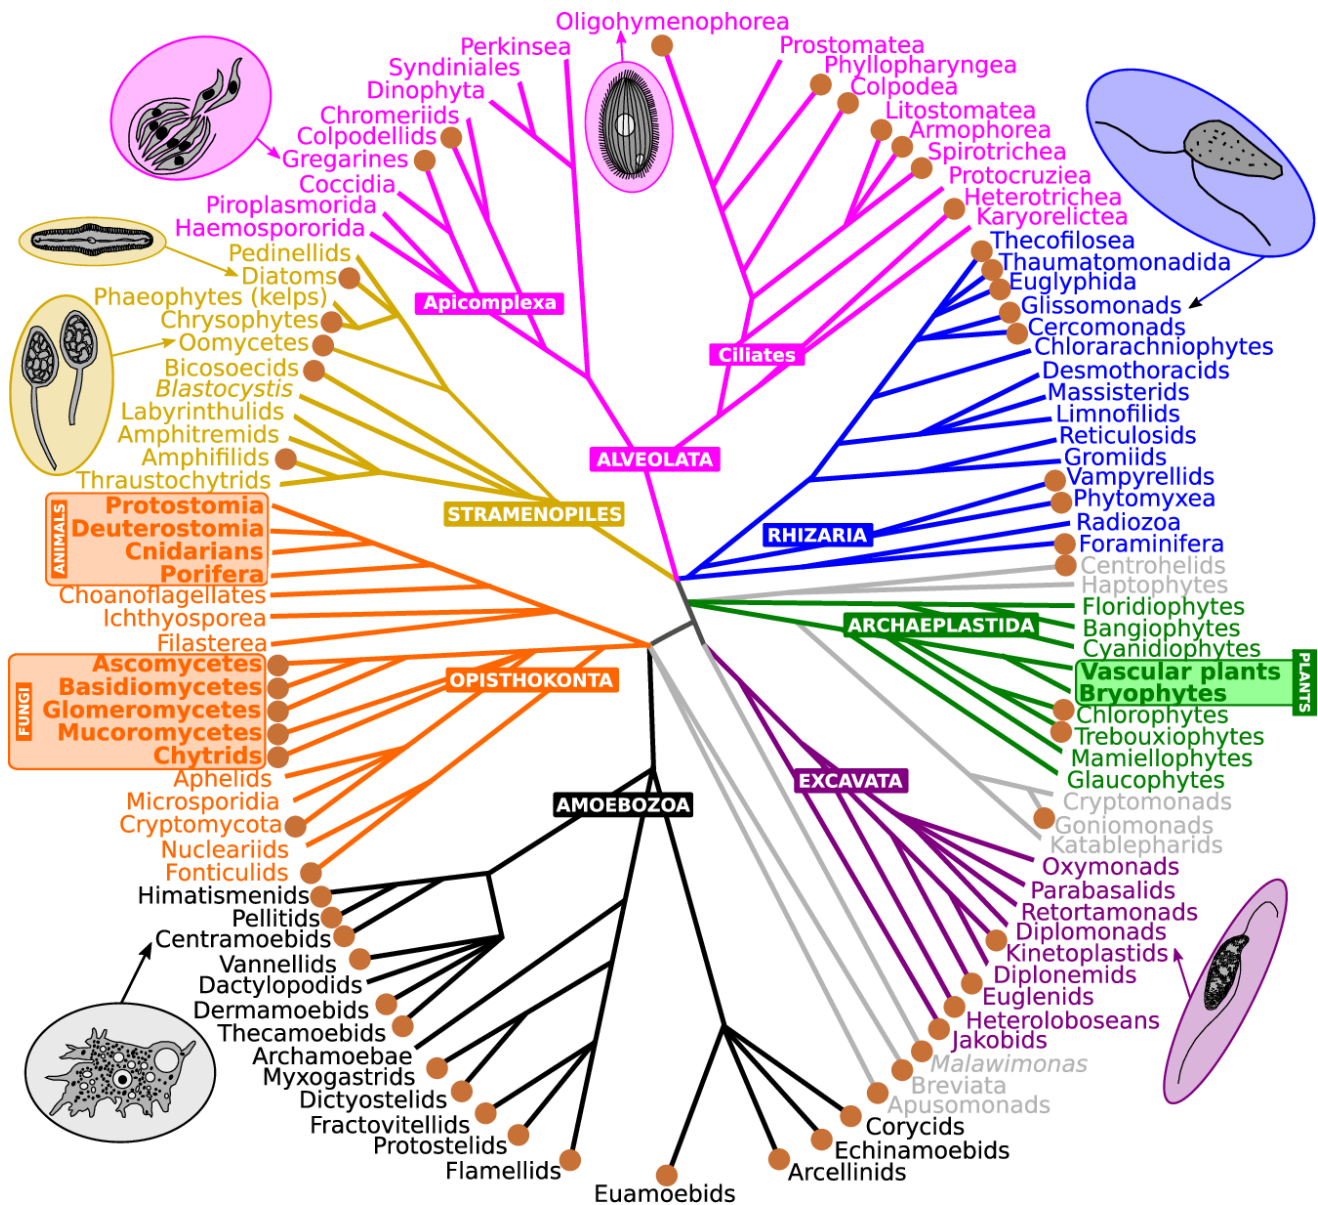 Oligohymenophorea
Prostomatea
Phyllopharyngea
Colpodea
Litostomatea
Armophorea
Spirotrichea
Protocruziea
Heterotrichea
Karyorelictea
Perkinsea
Syndiniales
Dinophyta
Chromeriids
Colpodellids
Gregarines
Coccidia
Piroplasmorida
Haemospororida
Apicomplexa
Ciliates
ALVEOLATA
Pedinellids
Diatoms
Phaeophytes (kelps)
Chrysophytes
Oomycetes
Bicosoecids
Blastocystis
Labyrinthulids
Amphitremids
Amphifilids
Thraustochytrids
STRAMENOPILES
Thecofilosea
Thaumatomonadida
Euglyphida
Glissomonads
Cercomonads
Chlorarachniophytes
Desmothoracids
Massisterids
Limnofilids
Reticulosids
Gromiids
Vampyrellids
Phytomyxea
Radiozoa
Foraminifera
RHIZARIA
Centrohelids
Haptophytes
Floridiophytes
Bangiophytes
Cyanidiophytes
Vascular plants
Bryophytes
PLANTS
Chlorophytes
Trebouxiophytes
Mamiellophytes
Glaucophytes
ARCHAEPLASTIDA
Cryptomonads
Goniomonads
Katablepharids
ANIMALS
Protostomia
Deuterostomia
Cnidarians
Porifera
Choanoflagellates
Ichthyosporea
Filasterea
FUNGI
Ascomycetes
Basidiomycetes
Glomeromycetes
Mucoromycetes
Chytrids
Aphelids
Microsporidia
Cryptomycota
Nucleariids
Fonticulids
OPISTHOKONTA
EXCAVATA
Oxymonads
Parabasalids
Retortamonads
Diplomonads
Kinetoplastids
Diplonemids
Euglenids
Heteroloboseans
Jakobids
Malawimonas
Breviata
Apusomonads
AMOEBOZOA
Himatismenids
Pellitids
Centramoebids
Vannellids
Dactylopodids
Dermamoebids
Thecamoebids
Archamoebae
Myxogastrids
Dictyostelids
Fractovitellids
Protostelids
Flamellids
Euamoebids
Arcellinids
Echinamoebids
Corycids